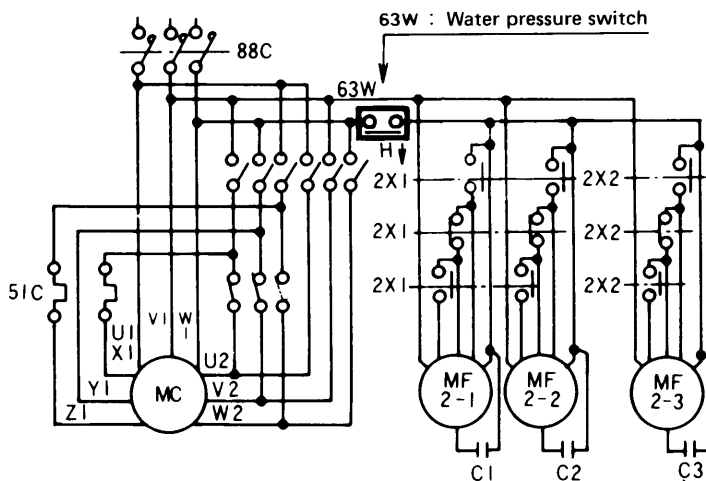 63W : Water pressure switch
88C
63W
H
2X1 2X2
2X1 2X2
2X1 2X2
51C
U1 V1 W1
X1
U2
Y1 MC V2
Z1 W2
MF 2-1 MF 2-2 MF 2-3
C1 C2 C3